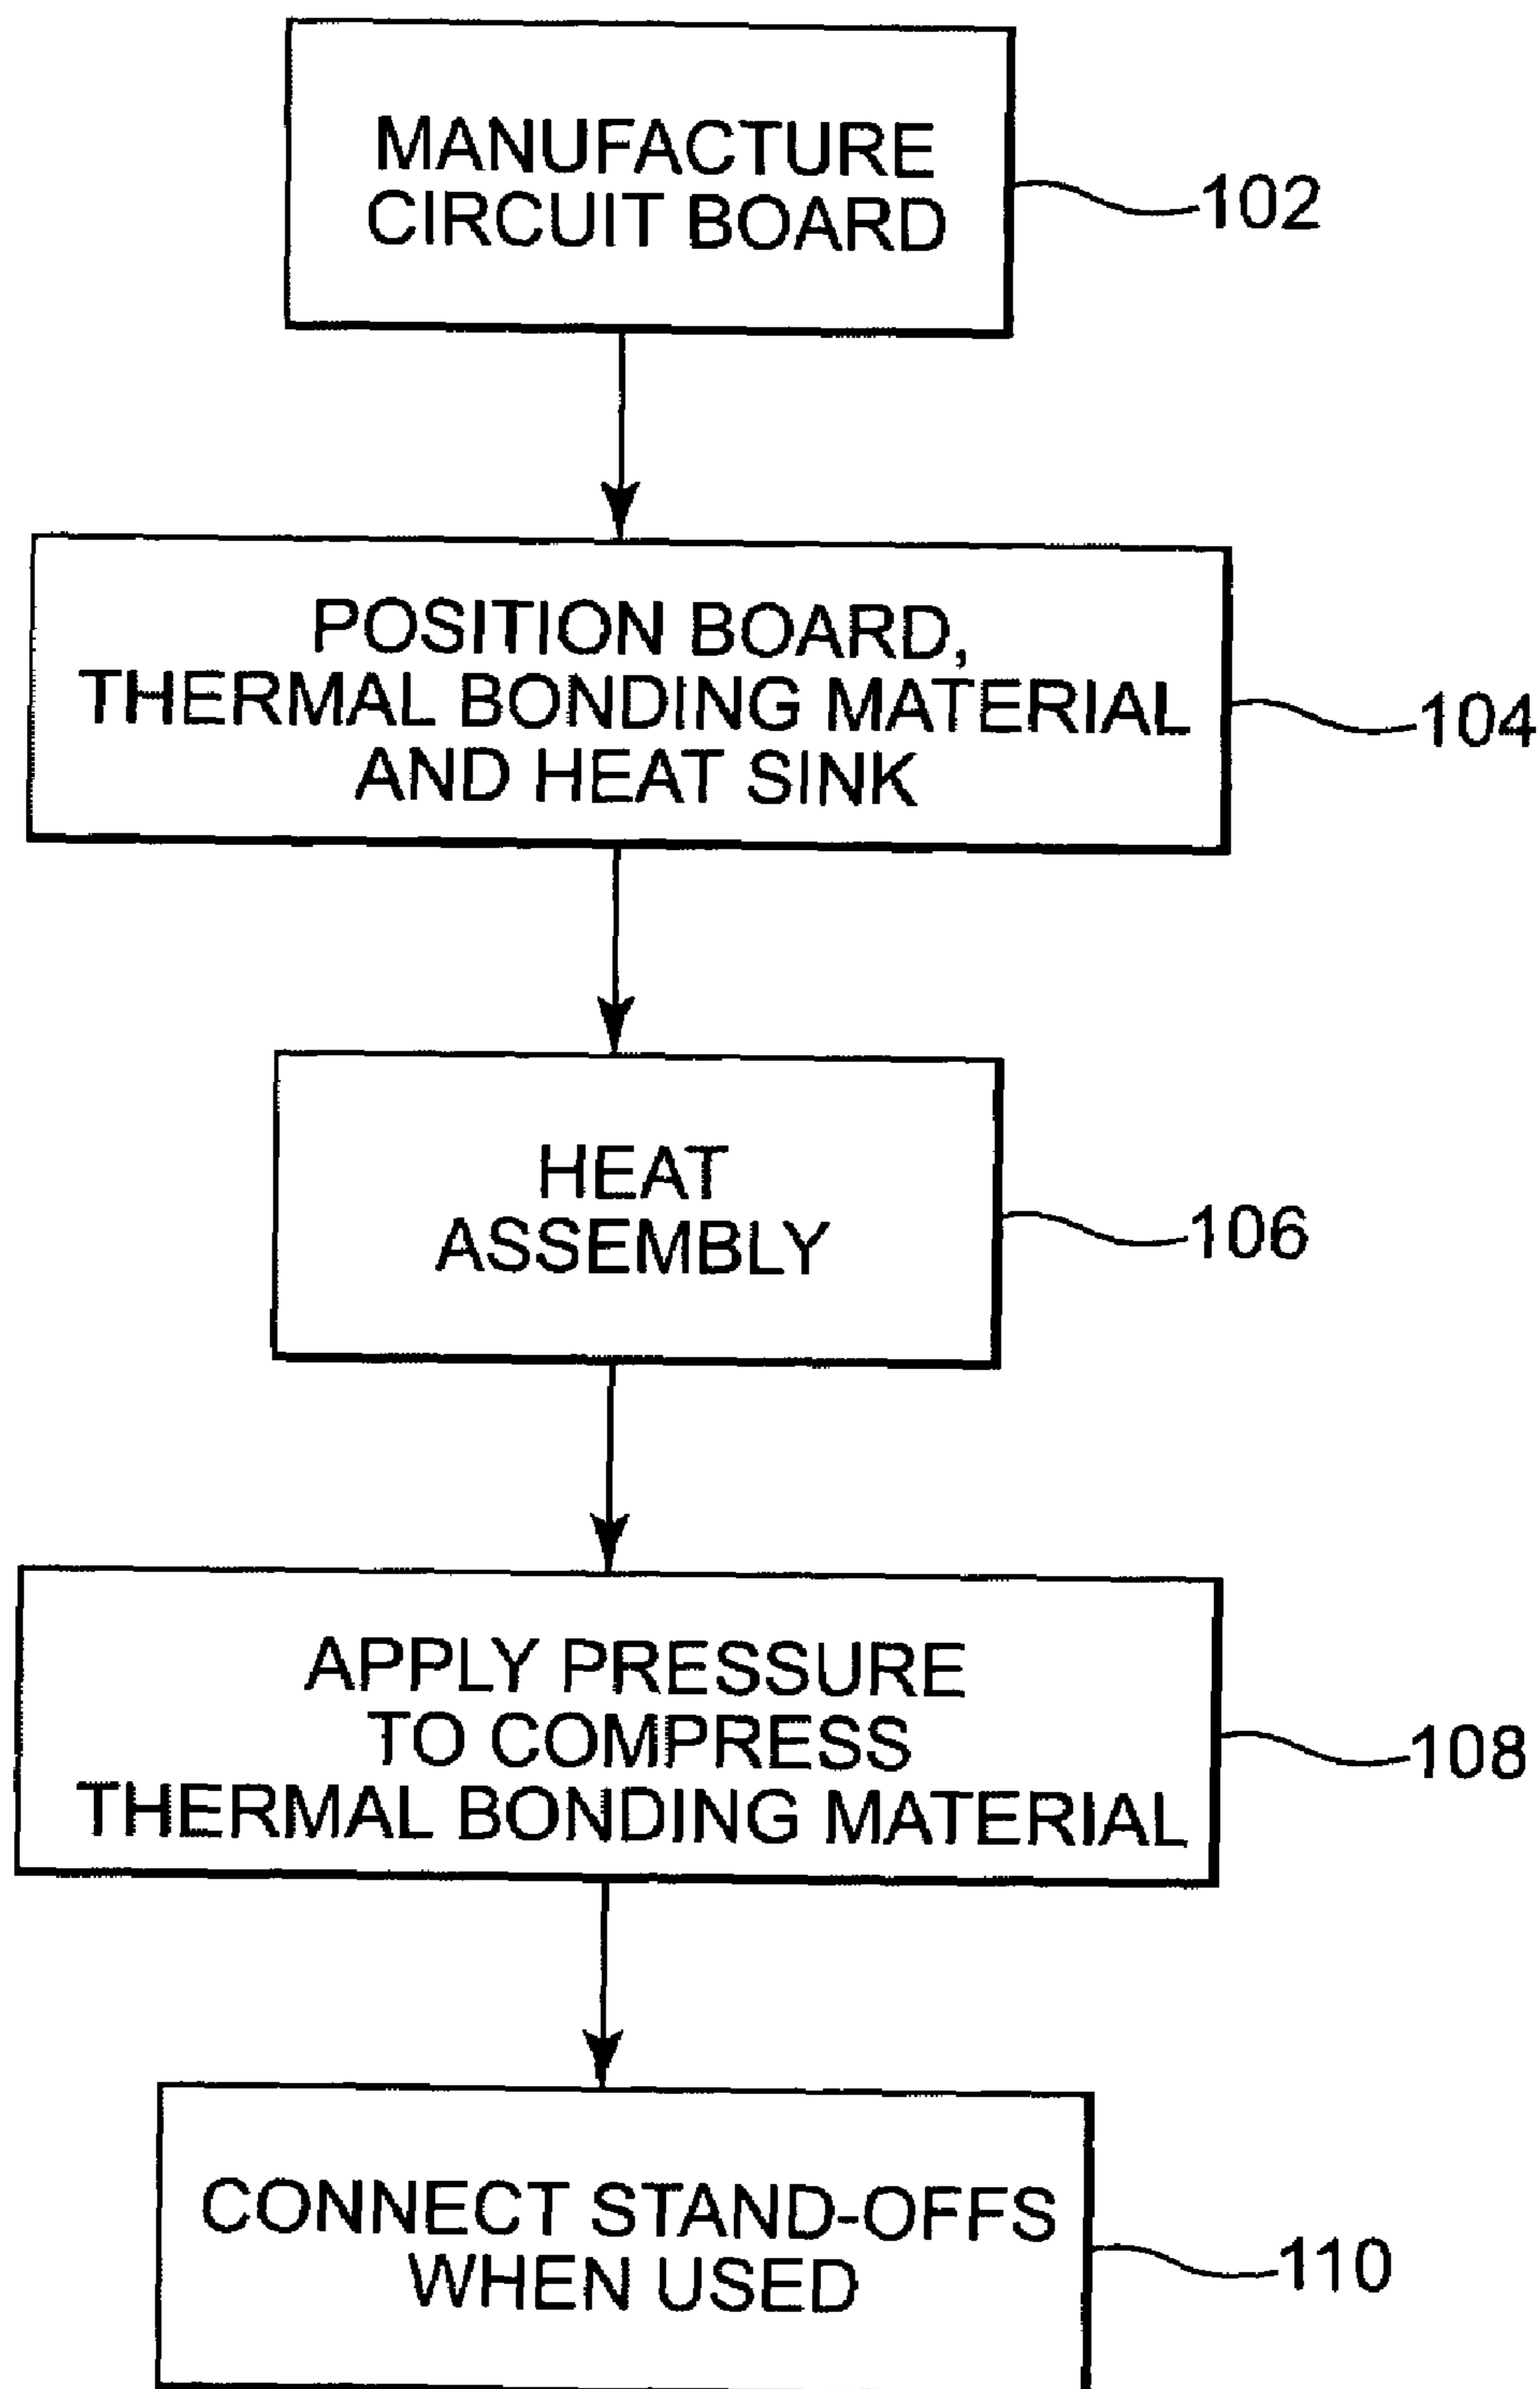 MANUFACTURE
CIRCUIT BOARD
102
POSITION BOARD,
THERMAL BONDING MATERIAL
AND HEAT SINK
104
HEAT
ASSEMBLY
106
APPLY PRESSURE
TO COMPRESS
THERMAL BONDING MATERIAL
108
CONNECT STAND-OFFS
WHEN USED
110